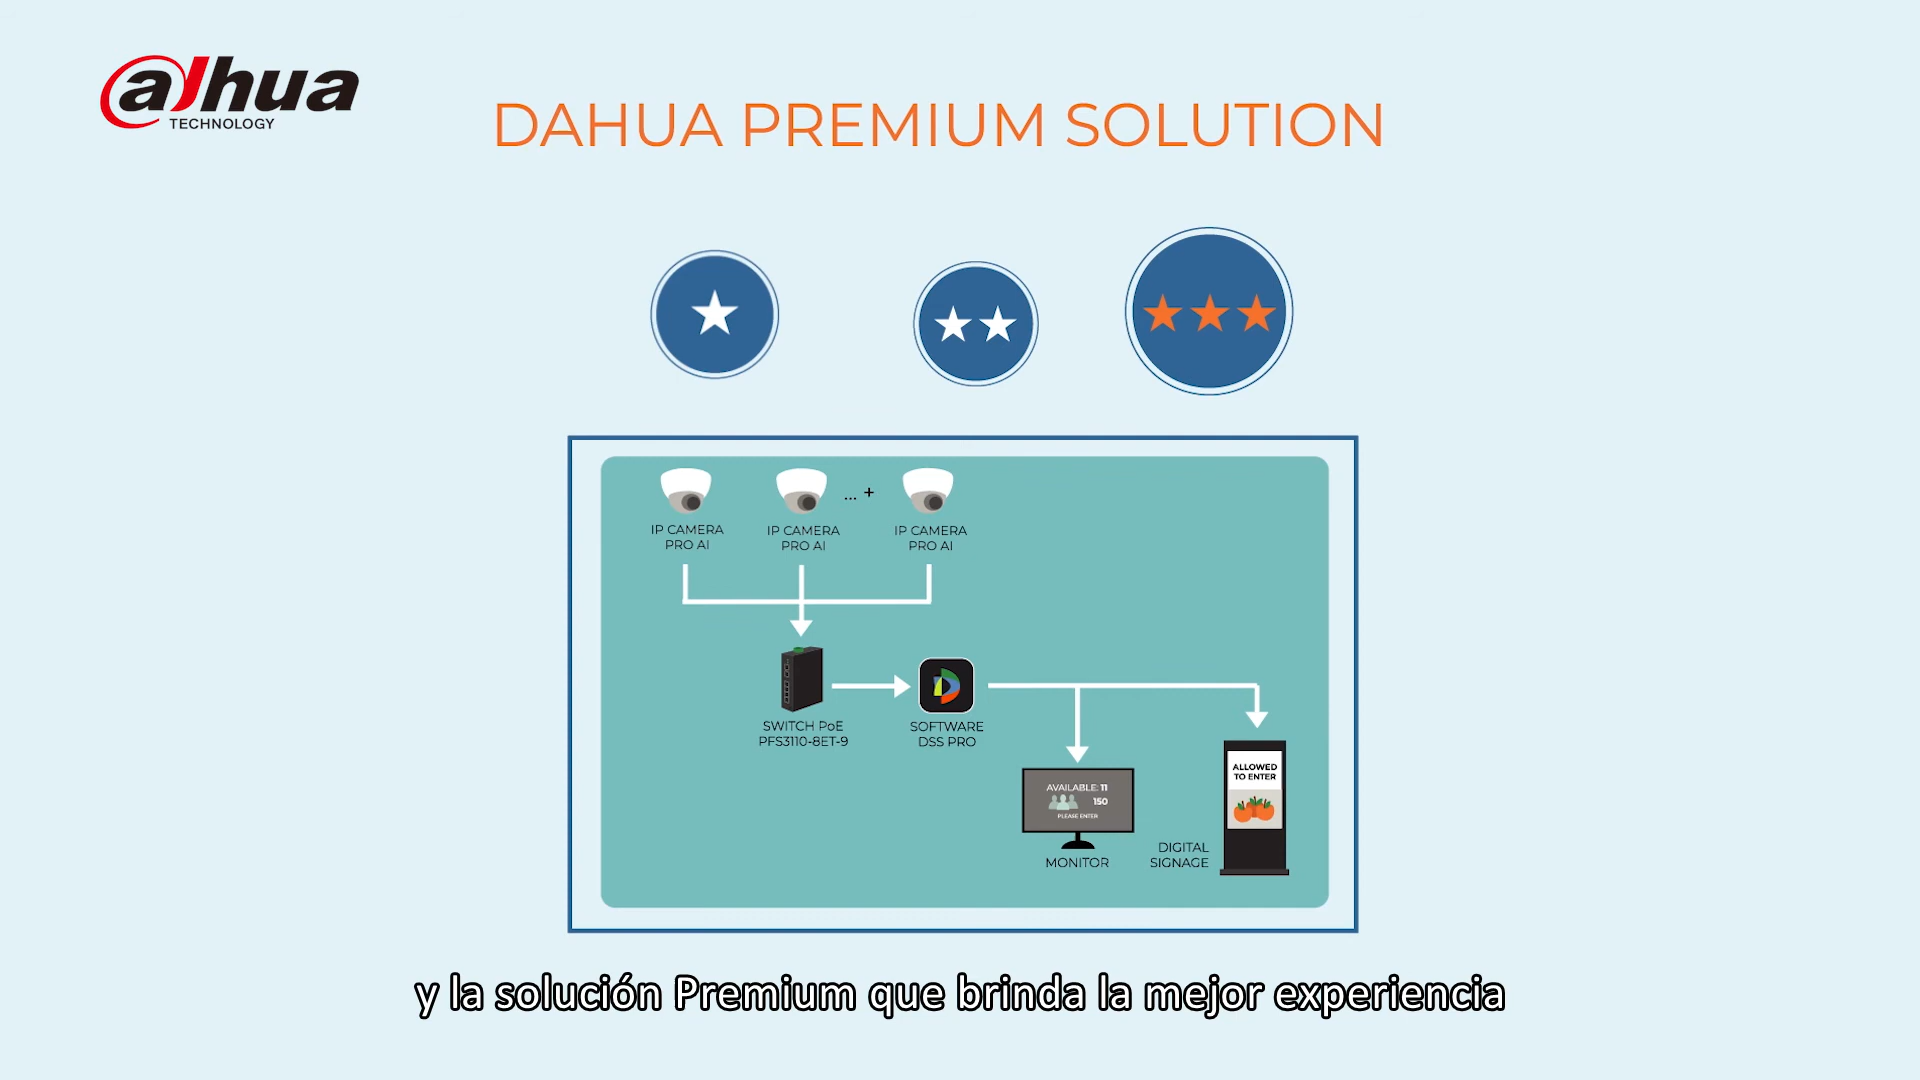 alhua
TECHNOLOGY
DAHUA PREMIUM SOLUTION
... +
IP CAMERA
PRO AI
IP CAMERA
PRO AI
IP CAMERA
PRO AI
SWITCH PoE
PFS3110-8ET-9
SOFTWARE
DSS PRO
AVAILABLE: 11
150
PLEASE ENTER
MONITOR
ALLOWED
TO ENTER
DIGITAL
SIGNAGE
y la solución Premium que brinda la mejor experiencia